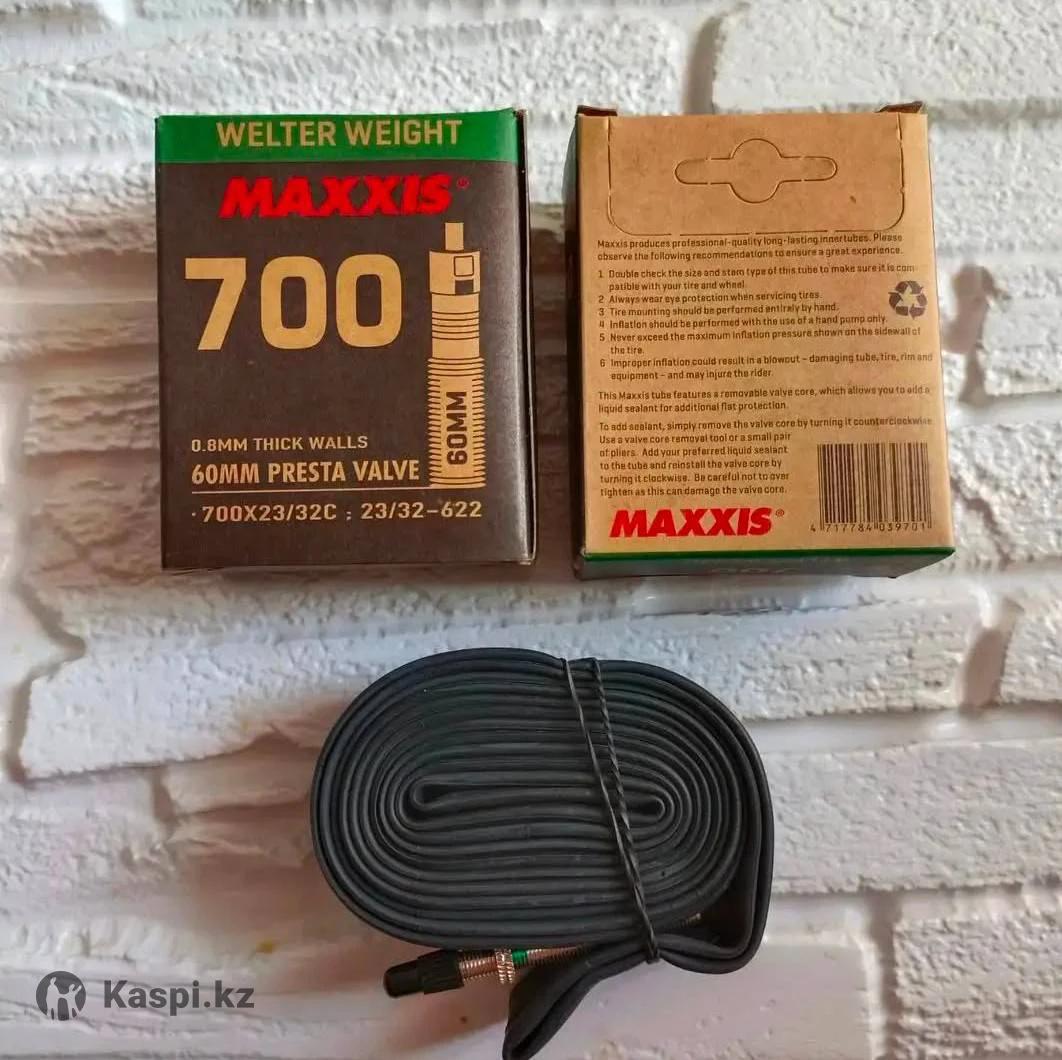 WELTER WEIGHT
MAXXIS®
700
60MM
0.8MM THICK WALLS
60MM PRESTA VALVE
·700X23/32C ; 23/32-622
Maxxis produces professional-quality long-lasting innertubes. Please
observe the following recommendations to ensure a great experience.
1 Double check the size and stem type of this tube to make sure it is com-
patible with your tire and wheel.
2 Always wear eye protection when servicing tires.
3 Tire mounting should be performed entirely by hand.
4 Inflation should be performed with the use of a hand pump only.
5 Never exceed the maximum inflation pressure shown on the sidewall of
the tire.
6 Improper inflation could result in a blowout – damaging tube, tire, rim and
equipment – and may injure the rider.
This Maxxis tube features a removable valve core, which allows you to add a
liquid sealant for additional flat protection.
To add sealant, simply remove the valve core by turning it counterclockwise
Use a valve core removal tool or a small pair
of pliers. Add your preferred liquid sealant
to the tube and reinstall the valve core by
turning it clockwise. Be careful not to over
tighten as this can damage the valve core.
MAXXIS®
4 717784 039701
Kaspi.kz